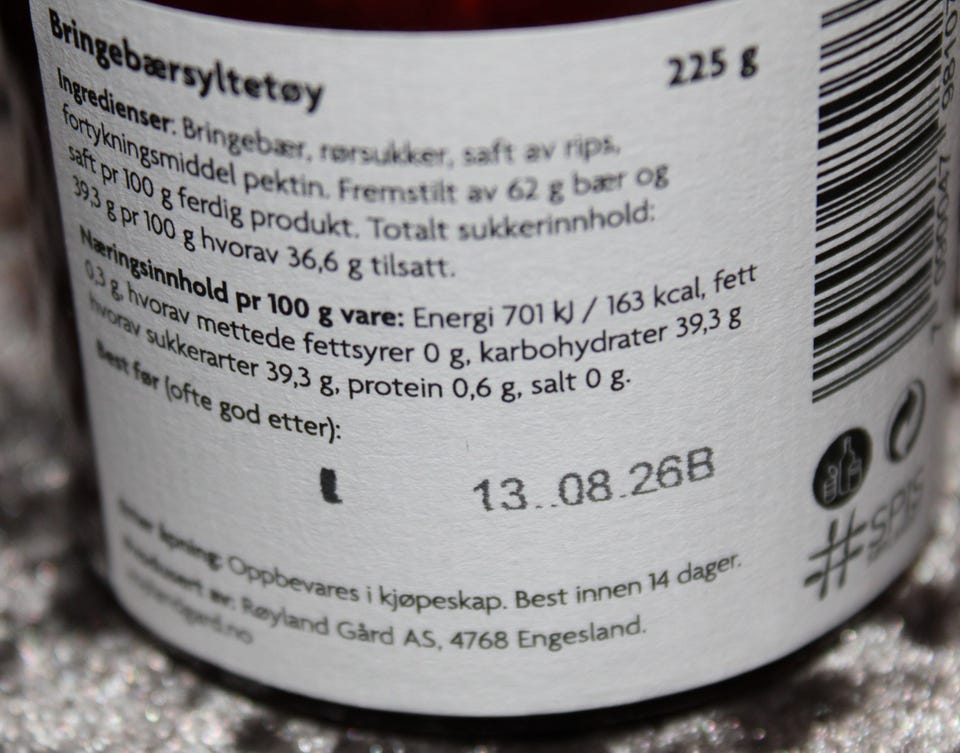 Bringebærsyltetøy
225 g
Ingredienser: Bringebær, rørsukker, saft av rips,
fortykningsmiddel pektin. Fremstilt av 62 g bær og
saft pr 100 g ferdig produkt. Totalt sukkerinnhold:
39,3 g pr 100 g hvorav 36,6 g tilsatt.
Næringsinnhold pr 100 g vare: Energi 701 kJ / 163 kcal, fett
0,3 g, hvorav mettede fettsyrer 0 g, karbohydrater 39,3 g
hvorav sukkerarter 39,3 g, protein 0,6 g, salt 0 g.
Best før (ofte god etter):
13..08.26B
åpning: Oppbevares i kjøpeskap. Best innen 14 dager.
av: Røyland Gård AS, 4768 Engesland.
#SPIS